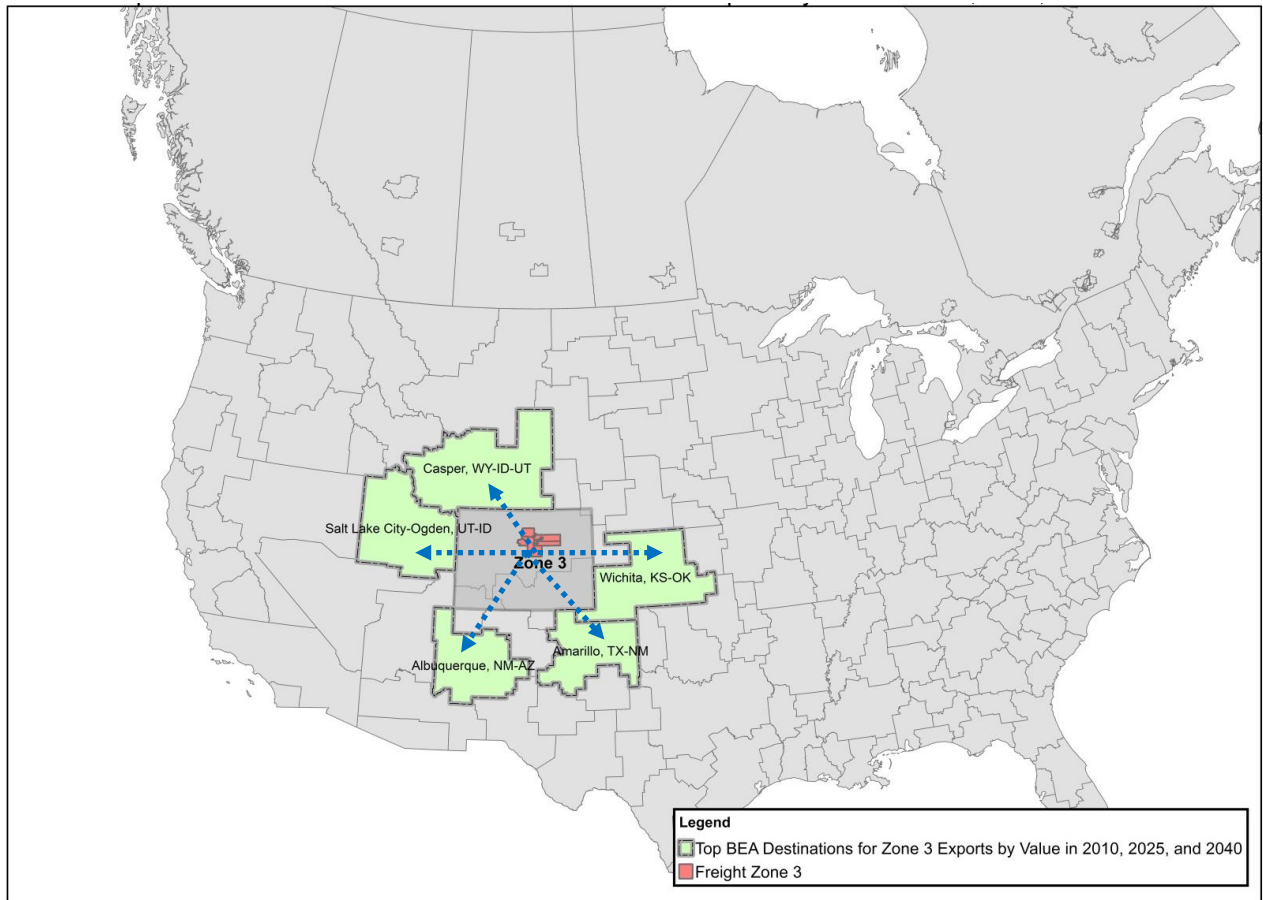 Casper, WY-ID-UT
Salt Lake City-Ogden, UT-ID
Zone 3
Wichita, KS-OK
Amarillo, TX-NM
Albuquerque, NM-AZ
Legend
Top BEA Destinations for Zone 3 Exports by Value in 2010, 2025, and 2040
Freight Zone 3